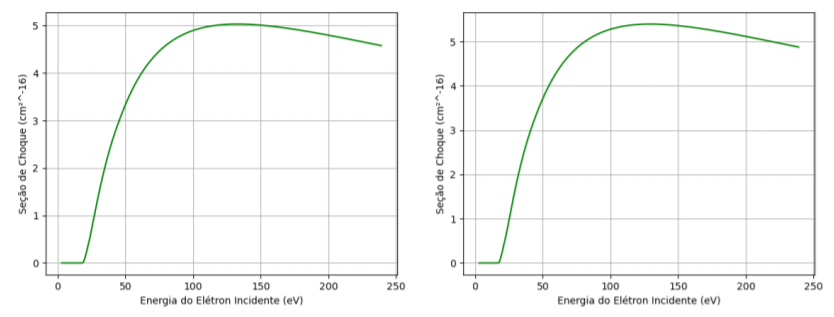 5
4
3
2
1
0
Seção de Choque (cm²^-16)
0 50 100 150 200 250
Energia do Elétron Incidente (eV)
5
4
3
2
1
0
Seção de Choque (cm²^-16)
0 50 100 150 200 250
Energia do Elétron Incidente (eV)